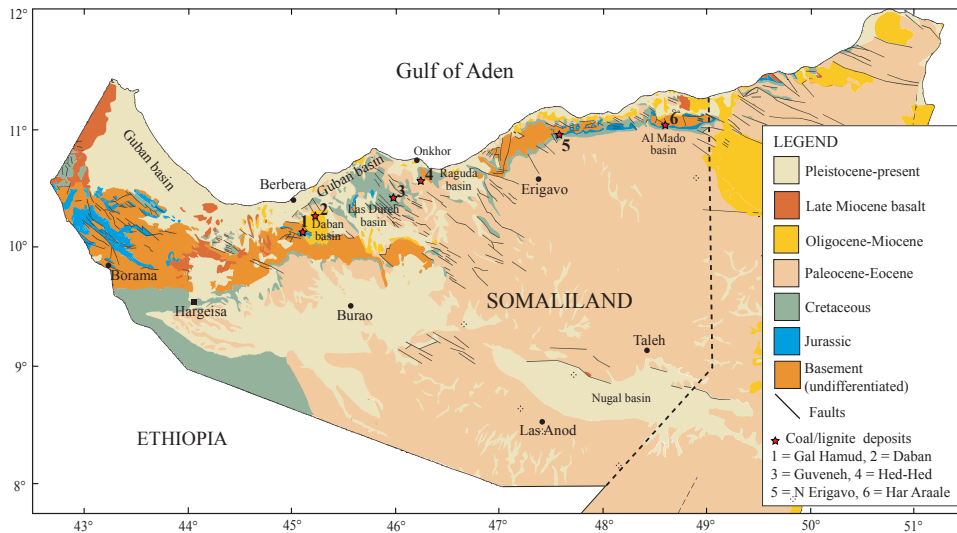 12°
11°
10°
9°
8°
43°
44°
45°
46°
47°
48°
49°
50°
51°
Gulf of Aden
Guban basin
Berbera
Guban basin
Onkhor
Raguda
basin
Las Dureh
basin
Daban
basin
1
2
3
4
5
6
Al Mado
basin
Erigavo
Borama
Hargeisa
Burao
SOMALILAND
Taleh
Nugal basin
Las Anod
ETHIOPIA
LEGEND
Pleistocene-present
Late Miocene basalt
Oligocene-Miocene
Paleocene-Eocene
Cretaceous
Jurassic
Basement
(undifferentiated)
Faults
Coal/lignite deposits
1 = Gal Hamud, 2 = Daban
3 = Guveneh, 4 = Hed-Hed
5 = N Erigavo, 6 = Har Araale